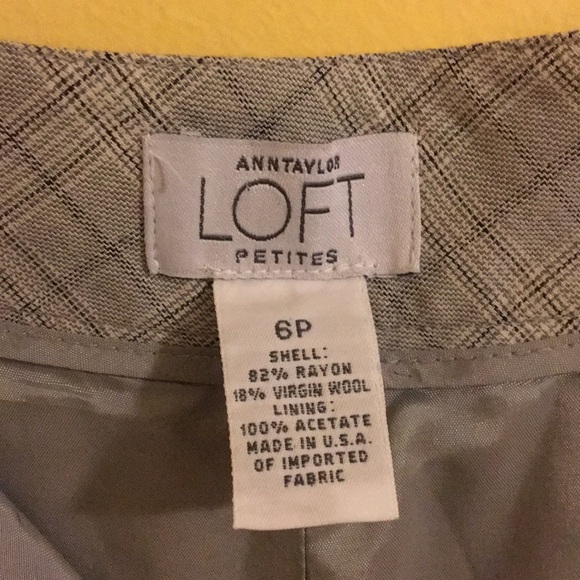 ANNTAYLOR
LOFT
PETITES
6P
SHELL:
82% RAYON
18% VIRGIN WOOL
LINING:
100% ACETATE
MADE IN U.S.A.
OF IMPORTED
FABRIC